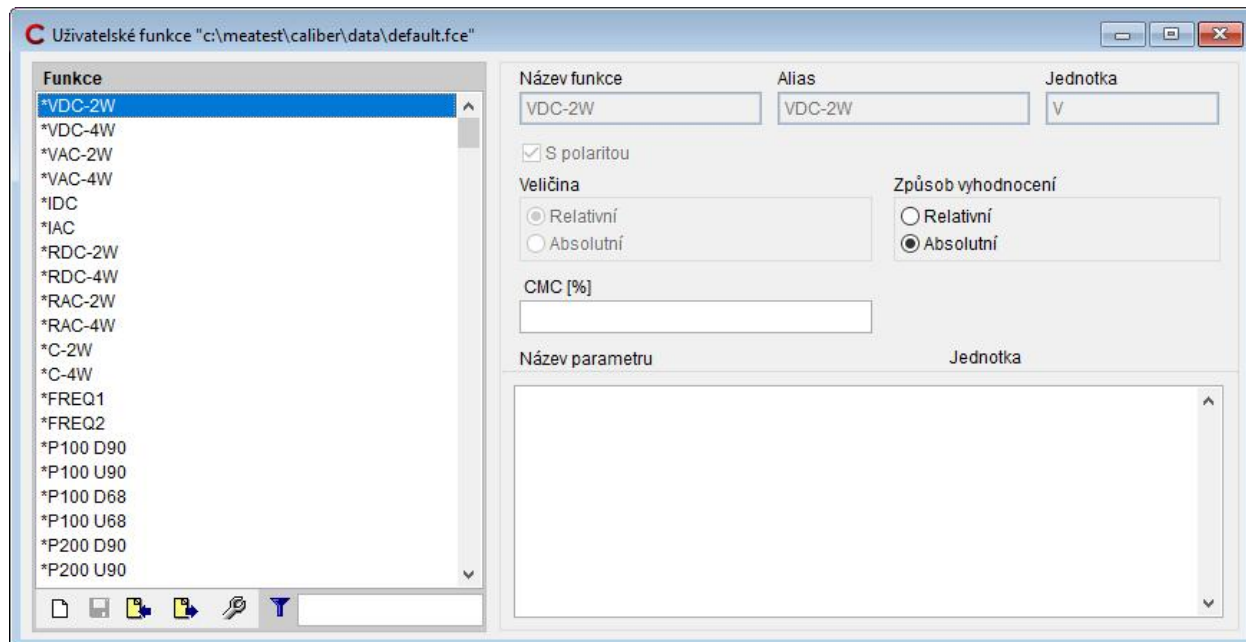 Uživatelské funkce "c:\meatest\caliber\data\default.fce"
Funkce
*VDC-2W
*VDC-4W
*VAC-2W
*VAC-4W
*IDC
*IAC
*RDC-2W
*RDC-4W
*RAC-2W
*RAC-4W
*C-2W
*C-4W
*FREQ1
*FREQ2
*P100 D90
*P100 U90
*P100 D68
*P100 U68
*P200 D90
*P200 U90
Název funkce Alias Jednotka
VDC-2W VDC-2W V
S polaritou
Veličina Způsob vyhodnocení
Relativní Relativní
Absolutní Absolutní
CMC [%]
Název parametru Jednotka